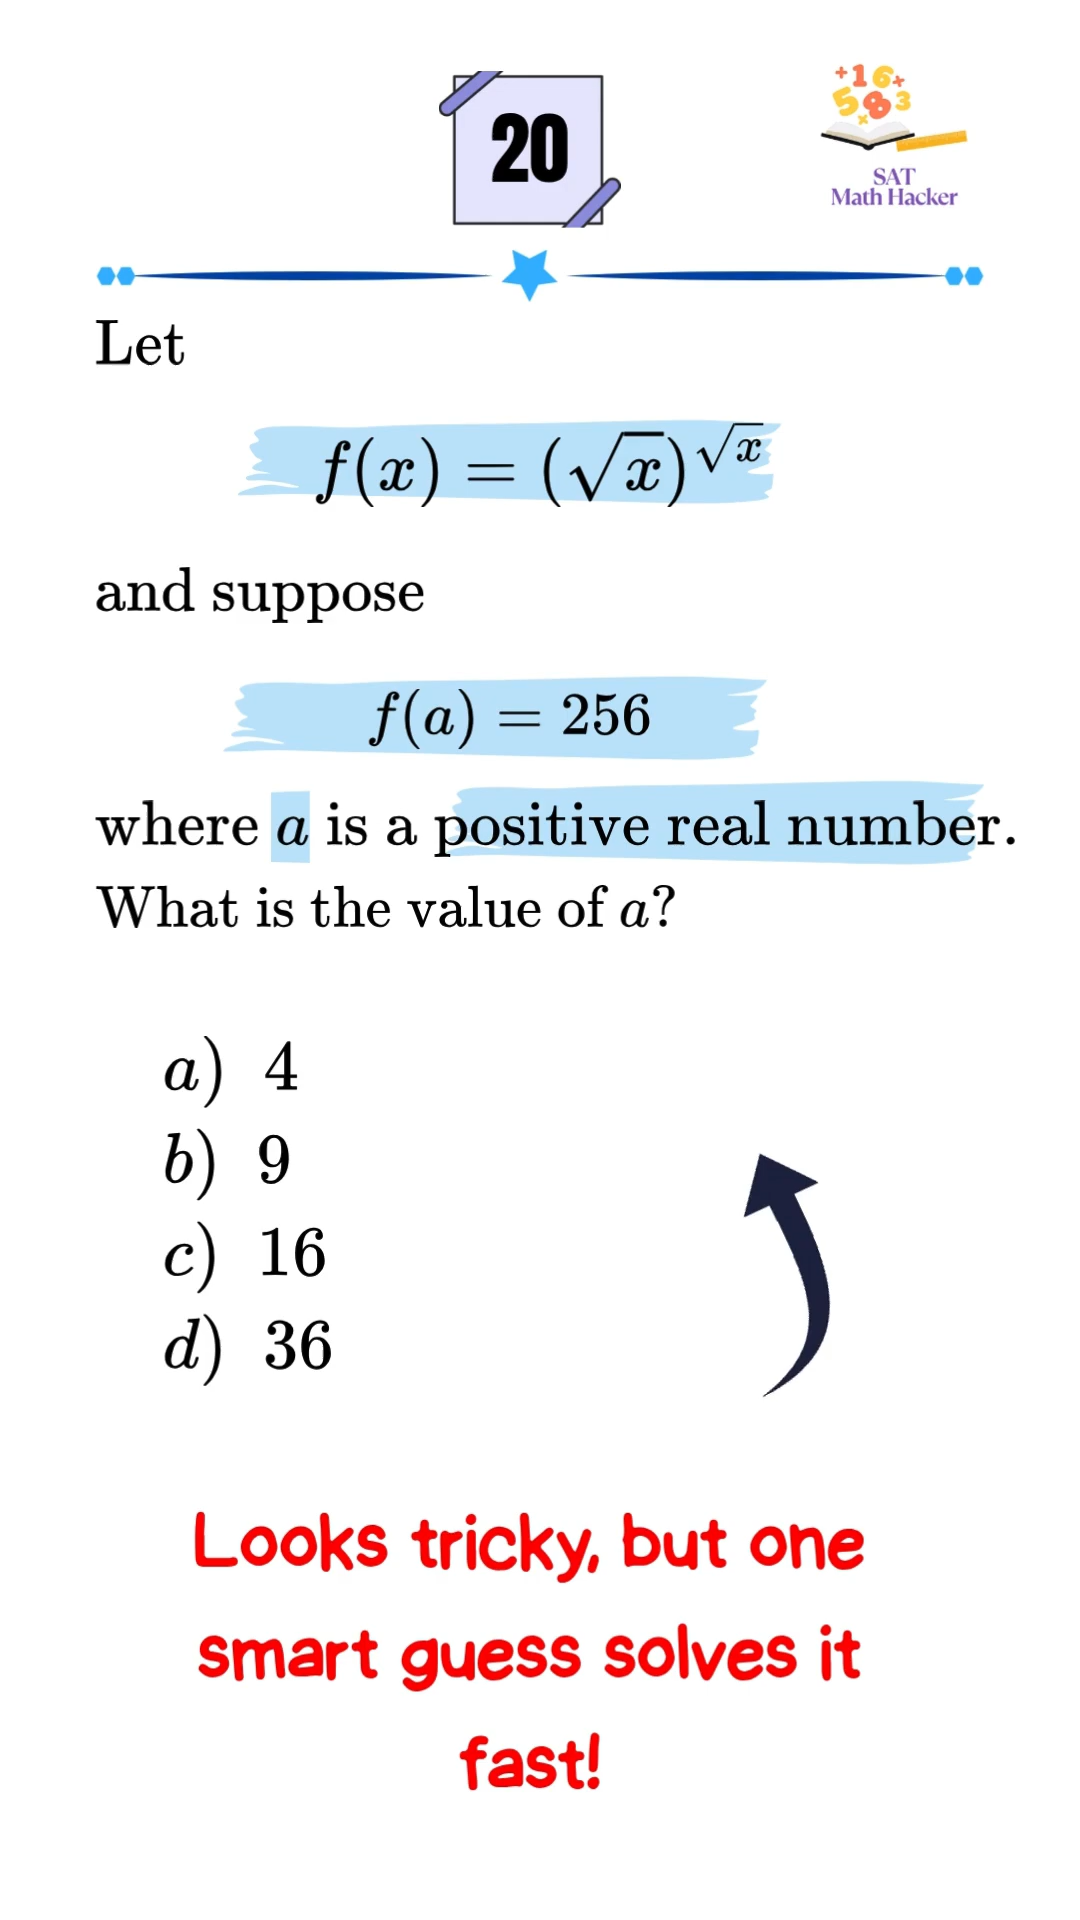 20
+16+
583
×
SAT
Math Hacker
Let
f(x) = (√x)^√x
and suppose
f(a) = 256
where a is a positive real number.
What is the value of a?
a) 4
b) 9
c) 16
d) 36
Looks tricky, but one
smart guess solves it
fast!